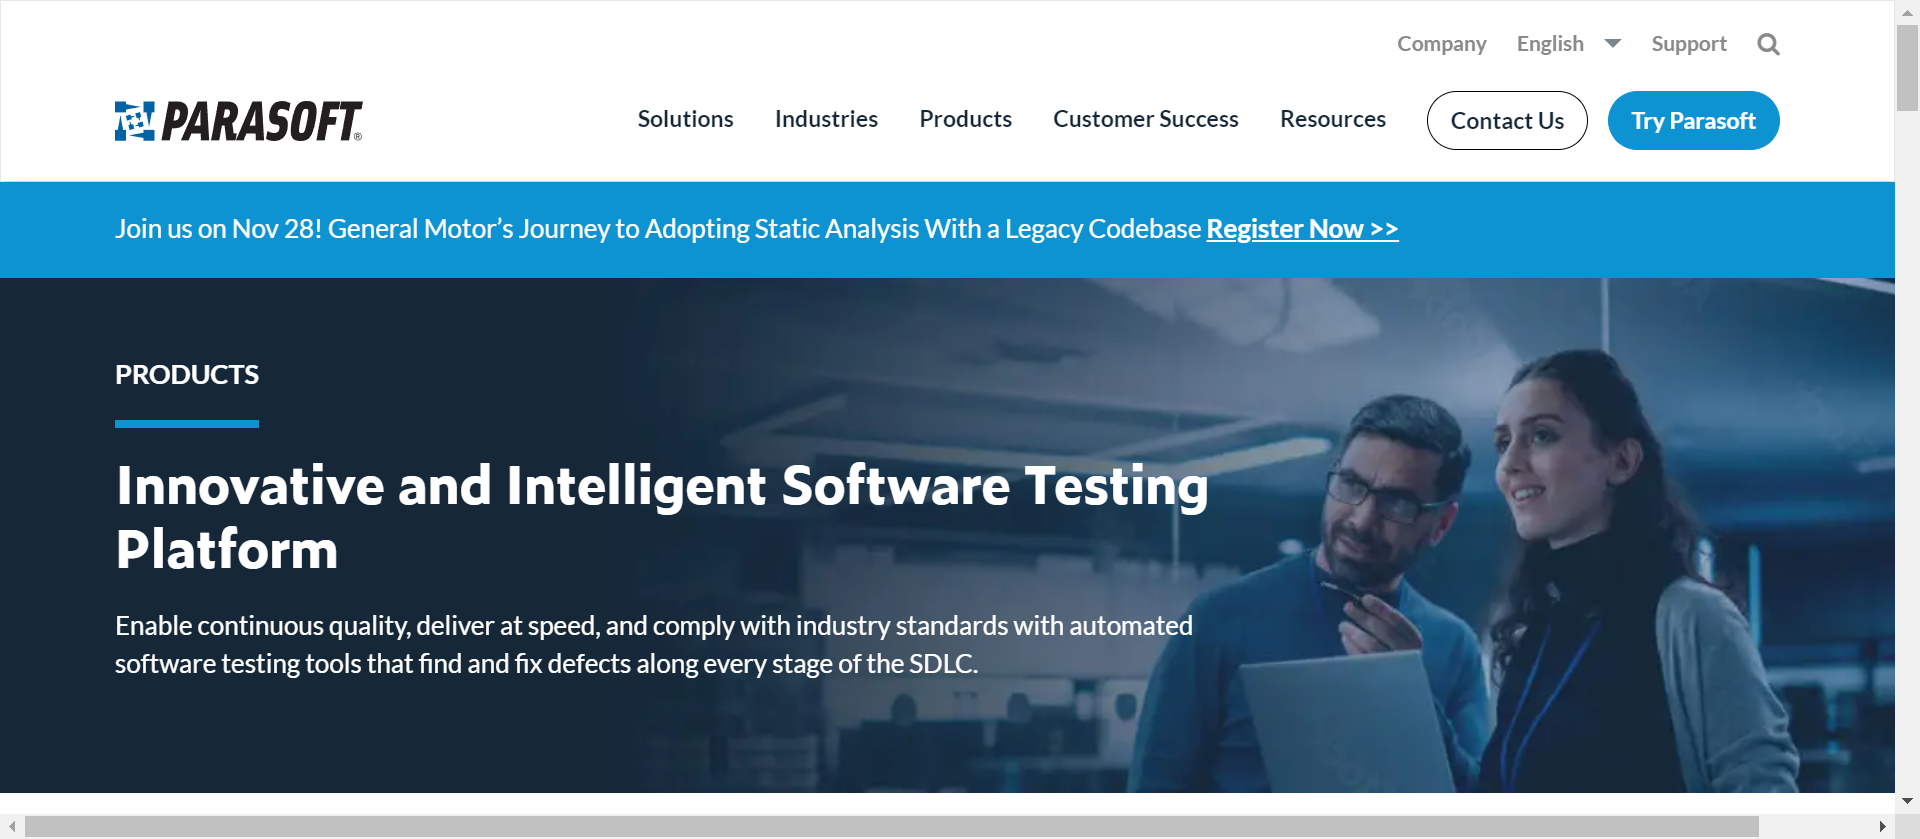 Company English Support
PARASOFT®
Solutions Industries Products Customer Success Resources Contact Us Try Parasoft
Join us on Nov 28! General Motor’s Journey to Adopting Static Analysis With a Legacy Codebase Register Now >>
PRODUCTS
Innovative and Intelligent Software Testing
Platform
Enable continuous quality, deliver at speed, and comply with industry standards with automated
software testing tools that find and fix defects along every stage of the SDLC.